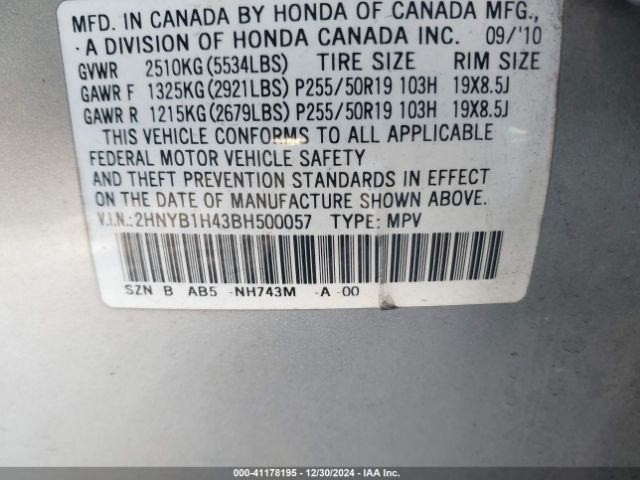 MFD. IN CANADA BY HONDA OF CANADA MFG.,
A DIVISION OF HONDA CANADA INC. 09/'10
GVWR 2510KG(5534LBS) TIRE SIZE RIM SIZE
GAWR F 1325KG(2921LBS) P255/50R19 103H 19X8.5J
GAWR R 1215KG(2679LBS) P255/50R19 103H 19X8.5J
THIS VEHICLE CONFORMS TO ALL APPLICABLE
FEDERAL MOTOR VEHICLE SAFETY
AND THEFT PREVENTION STANDARDS IN EFFECT
ON THE DATE OF MANUFACTURE SHOWN ABOVE.
V.I.N.:2HNYB1H43BH500057 TYPE: MPV
SZN B AB5 -NH743M -A -00
000-41178195 - 12/30/2024 - IAA Inc.